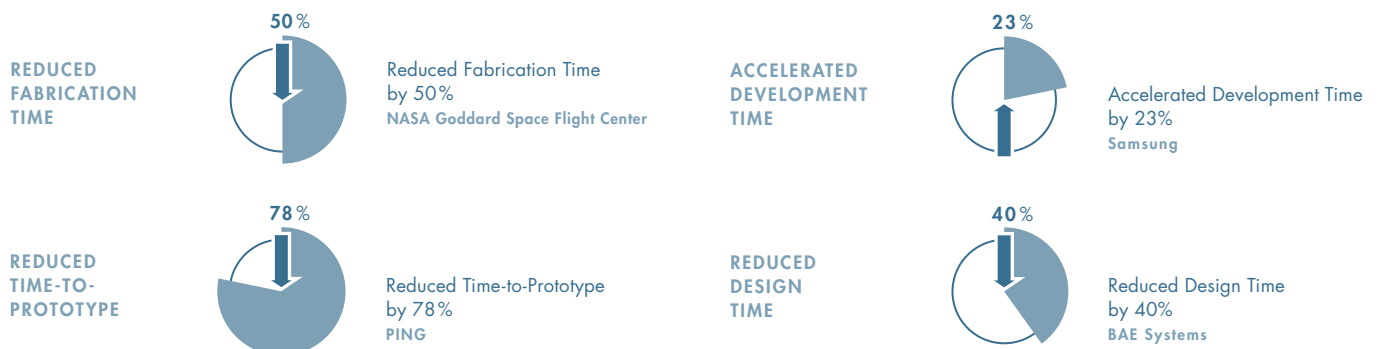 50%
REDUCED
FABRICATION
TIME
Reduced Fabrication Time
by 50%
NASA Goddard Space Flight Center
23%
ACCELERATED
DEVELOPMENT
TIME
Accelerated Development Time
by 23%
Samsung
78%
REDUCED
TIME-TO-
PROTOTYPE
Reduced Time-to-Prototype
by 78%
PING
40%
REDUCED
DESIGN
TIME
Reduced Design Time
by 40%
BAE Systems